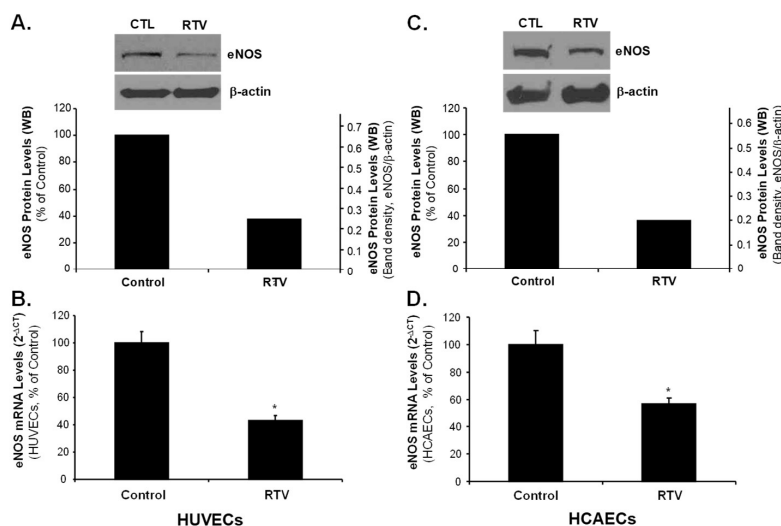 A.
CTL RTV
eNOS
β-actin
eNOS Protein Levels (WB)
(% of Control)
120
100
80
60
40
20
0
0.7
0.6
0.5
0.4
0.3
0.2
0.1
0
eNOS Protein Levels (WB)
(Band density, eNOS/β-actin)
Control RTV
B.
eNOS mRNA Levels (2-ΔCT)
(HUVECs, % of Control)
120
100
80
60
40
20
0
*
Control RTV
HUVECs
C.
CTL RTV
eNOS
β-actin
eNOS Protein Levels (WB)
(% of Control)
120
100
80
60
40
20
0
0.6
0.5
0.4
0.3
0.2
0.1
0
eNOS Protein Levels (WB)
(Band density, eNOS/β-actin)
Control RTV
D.
eNOS mRNA Levels (2-ΔCT)
(HCAECs, % of Control)
120
100
80
60
40
20
0
*
Control RTV
HCAECs